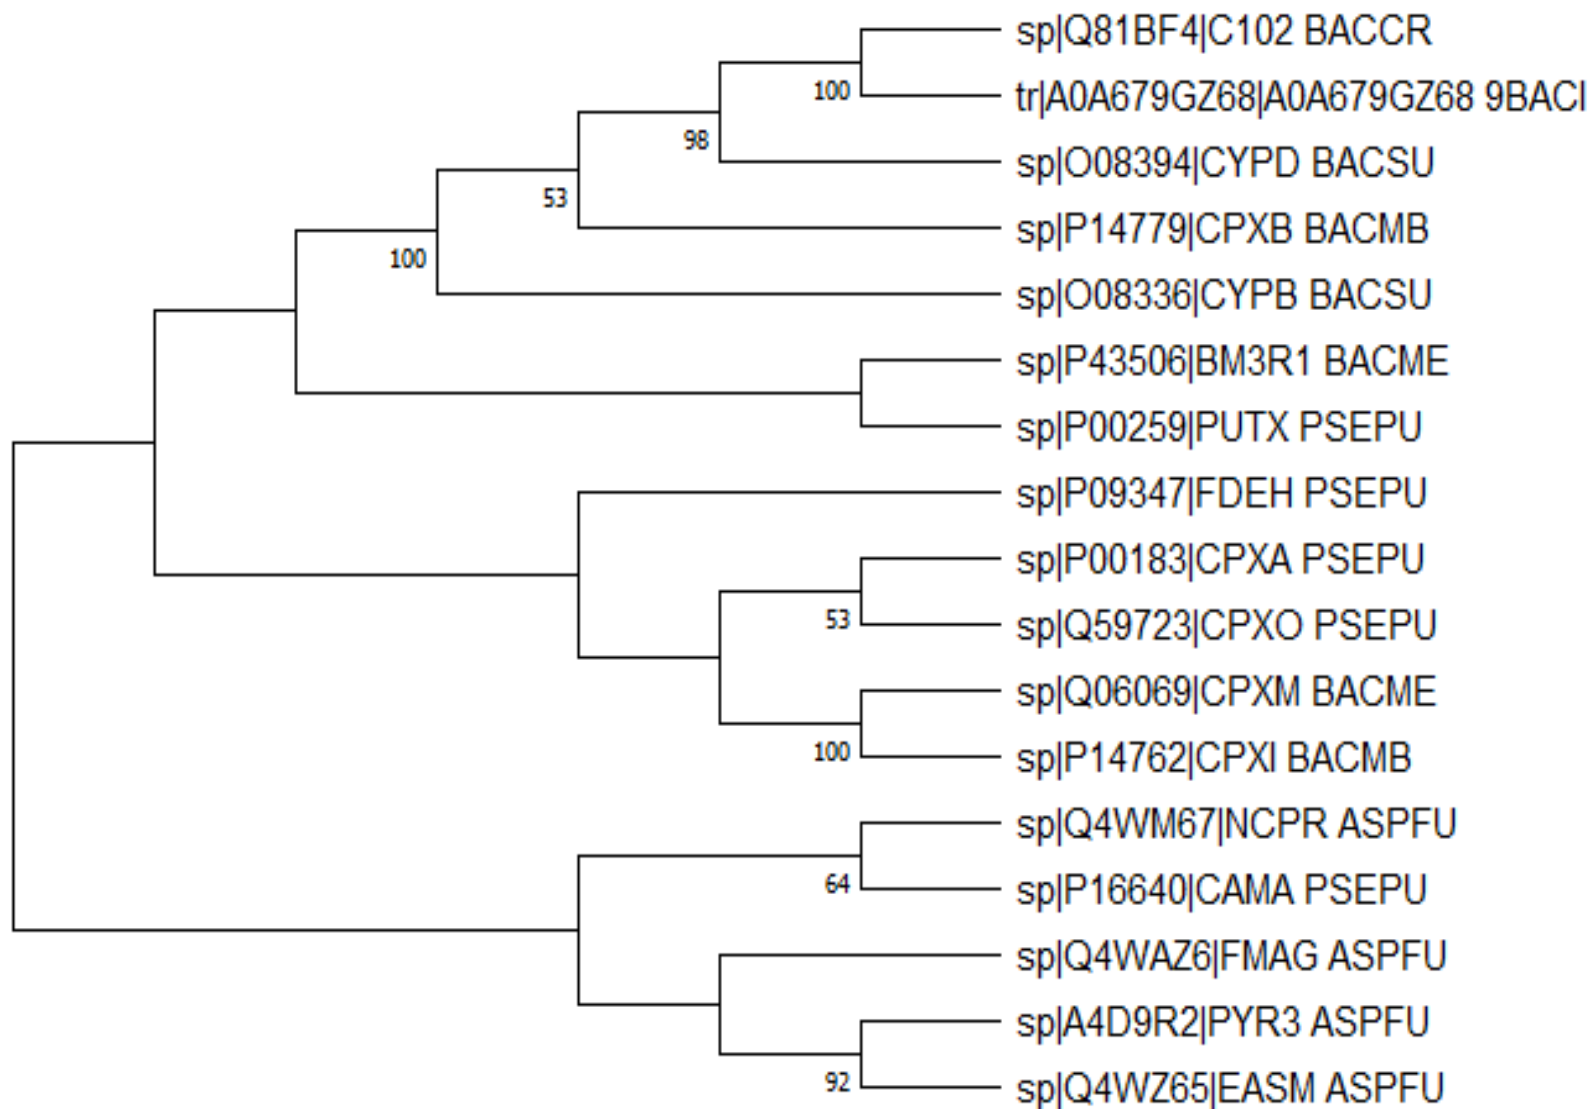 sp|Q81BF4|C102 BACCR
100
tr|A0A679GZ68|A0A679GZ68 9BACI
98
sp|O08394|CYPD BACSU
53
sp|P14779|CPXB BACMB
100
sp|O08336|CYPB BACSU
sp|P43506|BM3R1 BACME
sp|P00259|PUTX PSEPU
sp|P09347|FDEH PSEPU
sp|P00183|CPXA PSEPU
53
sp|Q59723|CPXO PSEPU
sp|Q06069|CPXM BACME
100
sp|P14762|CPXI BACMB
sp|Q4WM67|NCPR ASPFU
64
sp|P16640|CAMA PSEPU
sp|Q4WAZ6|FMAG ASPFU
sp|A4D9R2|PYR3 ASPFU
92
sp|Q4WZ65|EASM ASPFU